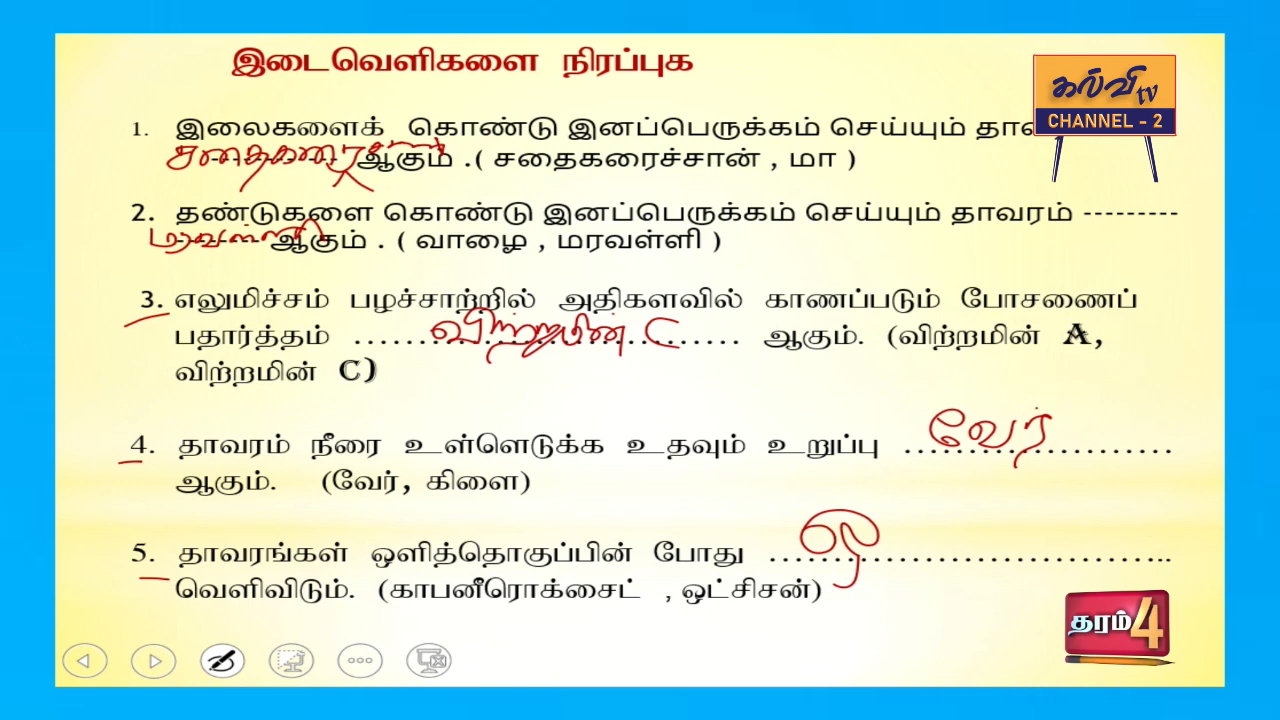 இடைவெளிகளை நிரப்புக
கல்வி tv
CHANNEL - 2
1. இலைகளைக் கொண்டு இனப்பெருக்கம் செய்யும்
சதைகரைச்சான் ஆகும் .( சதைகரைச்சான் , மா )
2. தண்டுகளை கொண்டு இனப்பெருக்கம் செய்யும் தாவரம் ---------
மரவள்ளி ஆகும் . ( வாழை , மரவள்ளி )
3. எலுமிச்சம் பழச்சாற்றில் அதிகளவில் காணப்படும் போசணைப்
பதார்த்தம் விற்றமின் C ஆகும். (விற்றமின் A,
விற்றமின் C)
4. தாவரம் நீரை உள்ளெடுக்க உதவும் உறுப்பு வேர்
ஆகும். (வேர், கிளை)
5. தாவரங்கள் ஒளித்தொகுப்பின் போது ஒ
வெளிவிடும். (காபனீரொக்சைட் , ஒட்சிசன்)
தரம் 4